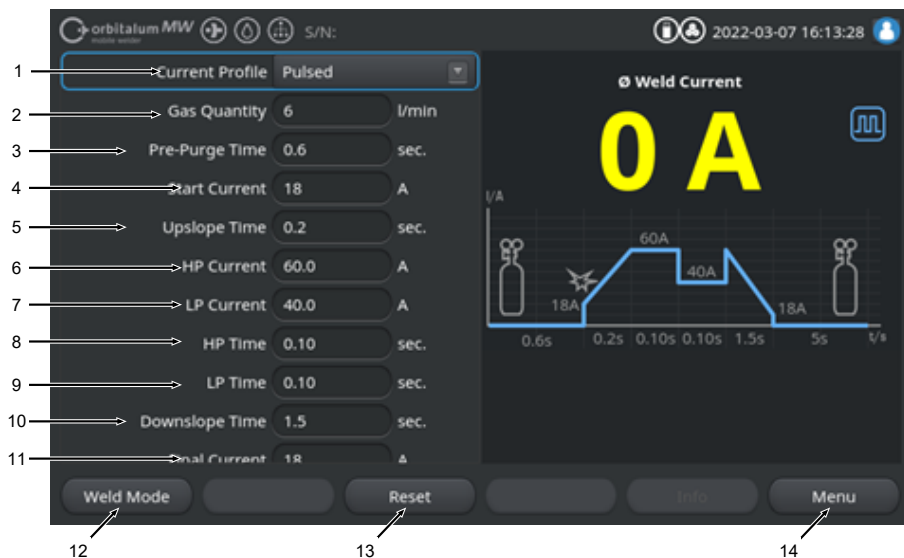 orbitalum MW S/N: 2022-03-07 16:13:28
mobile welder
1 Current Profile Pulsed
2 Gas Quantity 6 l/min
3 Pre-Purge Time 0.6 sec.
4 Start Current 18 A
5 Upslope Time 0.2 sec.
6 HP Current 60.0 A
7 LP Current 40.0 A
8 HP Time 0.10 sec.
9 LP Time 0.10 sec.
10 Downslope Time 1.5 sec.
11 Final Current 18 A
Ø Weld Current
0 A
I/A
60A
40A
18A
18A
0.6s 0.2s 0.10s 0.10s 1.5s 5s t/s
Weld Mode Reset Info Menu
12 13 14